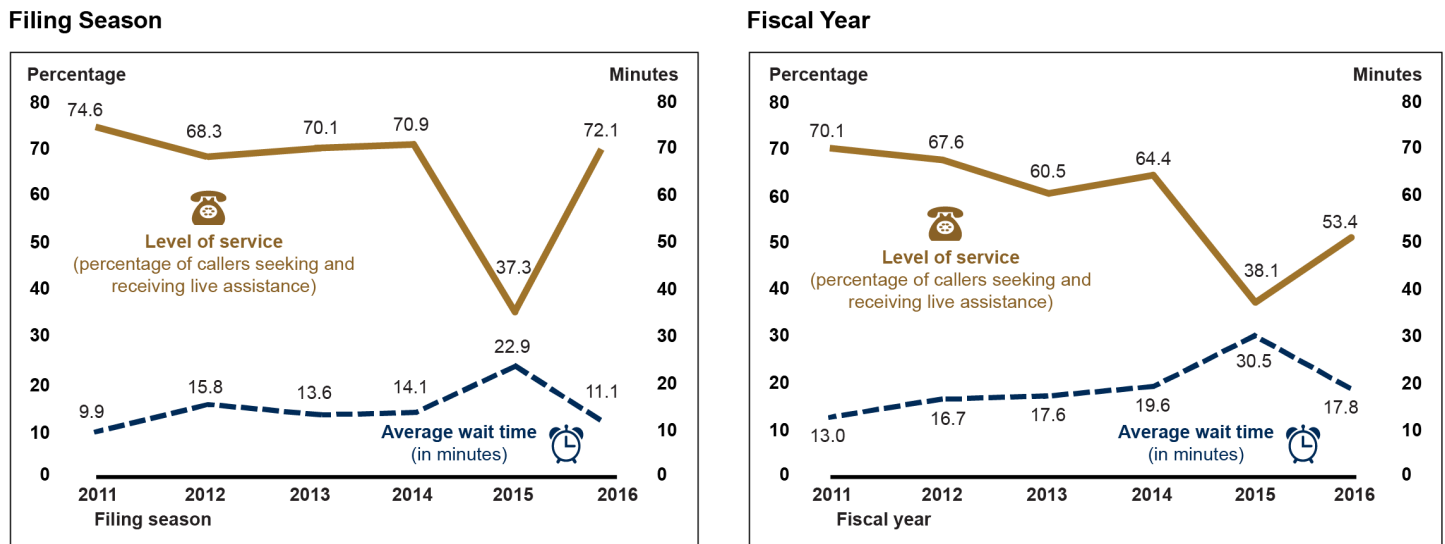 Filing Season
Percentage Minutes
80 80
74.6 68.3 70.1 70.9 72.1
70 70
60 60
50 50
Level of service
(percentage of callers seeking and
receiving live assistance)
37.3
40 40
30 30
22.9
20 20
9.9 15.8 13.6 14.1 11.1
10 10
Average wait time
(in minutes)
0 0
2011 2012 2013 2014 2015 2016
Filing season
Fiscal Year
Percentage Minutes
80 80
70.1 67.6 60.5 64.4
70 70
60 60
53.4
50 50
Level of service
(percentage of callers seeking and
receiving live assistance)
38.1
40 40
30 30
30.5
20 20
13.0 16.7 17.6 19.6 17.8
10 10
Average wait time
(in minutes)
0 0
2011 2012 2013 2014 2015 2016
Fiscal year